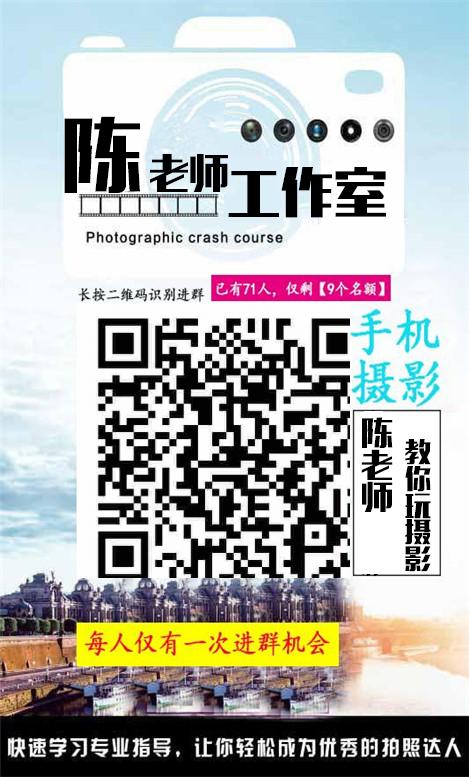 陈老师工作室
Photographic crash course
长按二维码识别进群
已有71人，仅剩【9个名额】
手机
摄影
陈老师
教你玩摄影
每人仅有一次进群机会
快速学习专业指导，让你轻松成为优秀的拍照达人